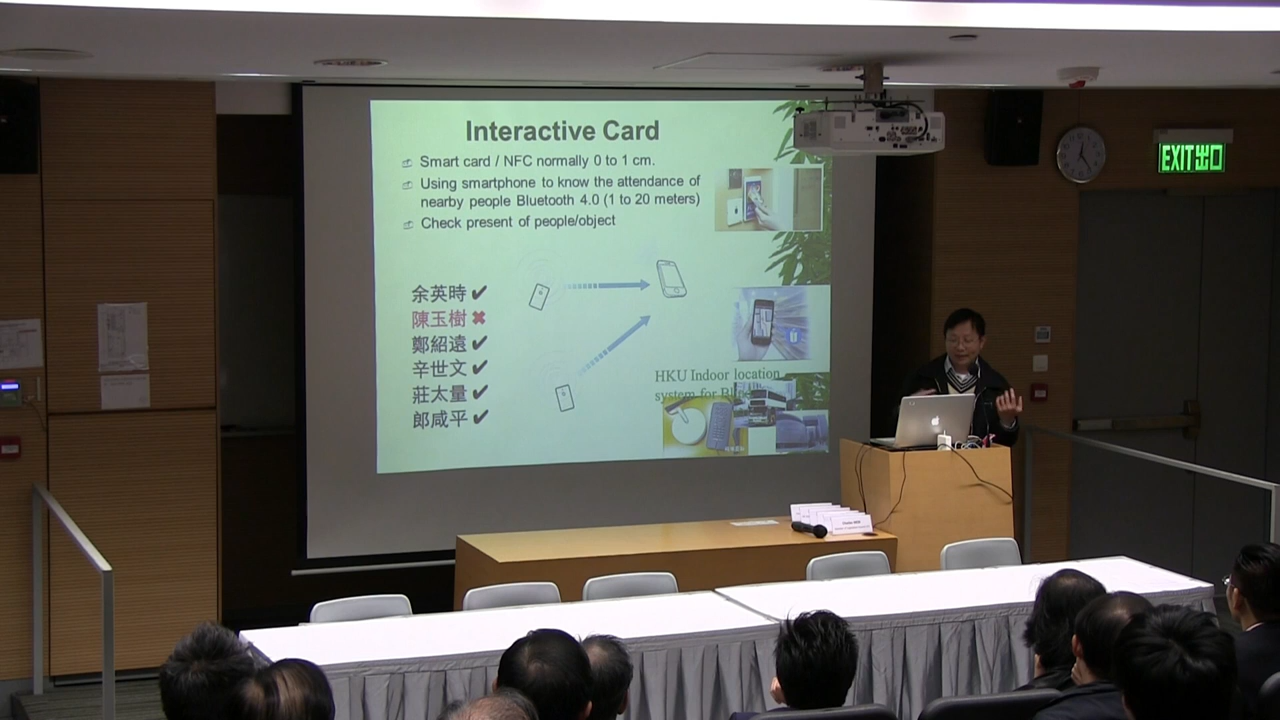 Interactive Card
Smart card / NFC normally 0 to 1 cm.
Using smartphone to know the attendance of
nearby people Bluetooth 4.0 (1 to 20 meters)
Check present of people/object
余英時 ✔
陳玉樹 ✖
鄭紹遠 ✔
辛世文 ✔
莊太量 ✔
郎咸平 ✔
HKU Indoor location
system for
EXIT 出口